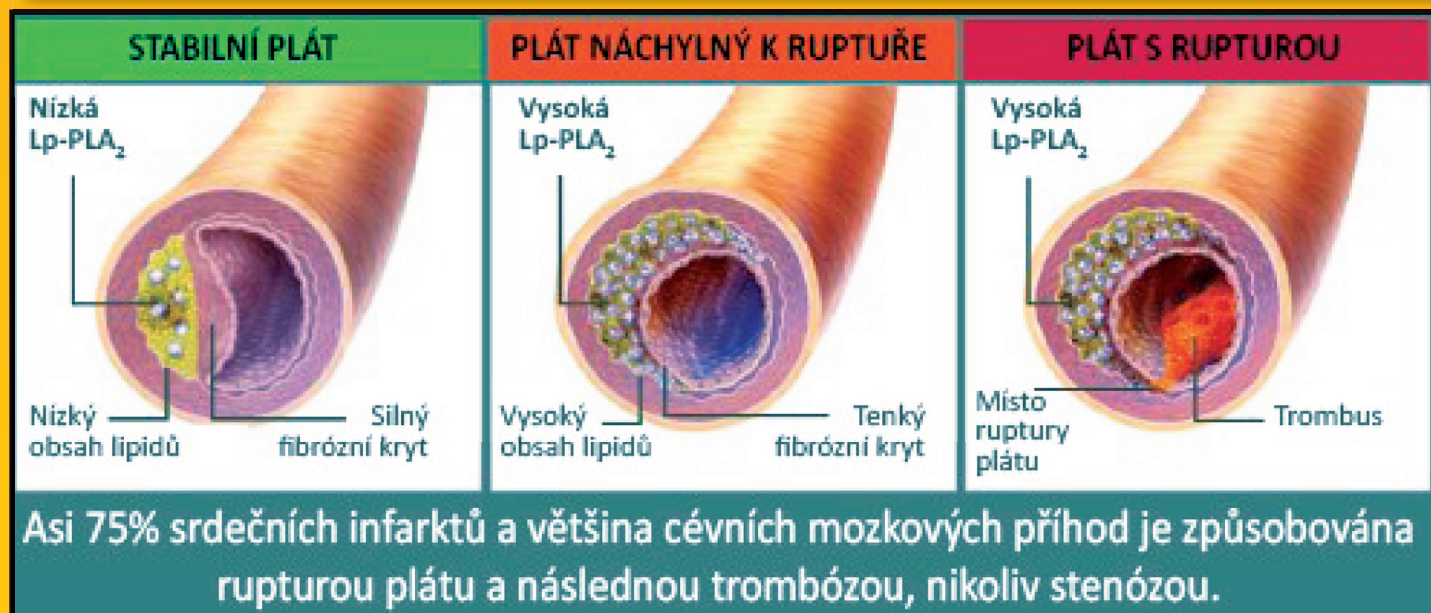 STABILNÍ PLÁT
Nízká
Lp-PLA₂
Nízký
obsah lipidů
Silný
fibrózní kryt
PLÁT NÁCHYLNÝ K RUPTUŘE
Vysoká
Lp-PLA₂
Vysoký
obsah lipidů
Tenký
fibrózní kryt
PLÁT S RUPTUROU
Vysoká
Lp-PLA₂
Místo
ruptury
plátu
Trombus
Asi 75% srdečních infarktů a většina cévních mozkových příhod je způsobována
rupturou plátu a následnou trombózou, nikoliv stenózou.